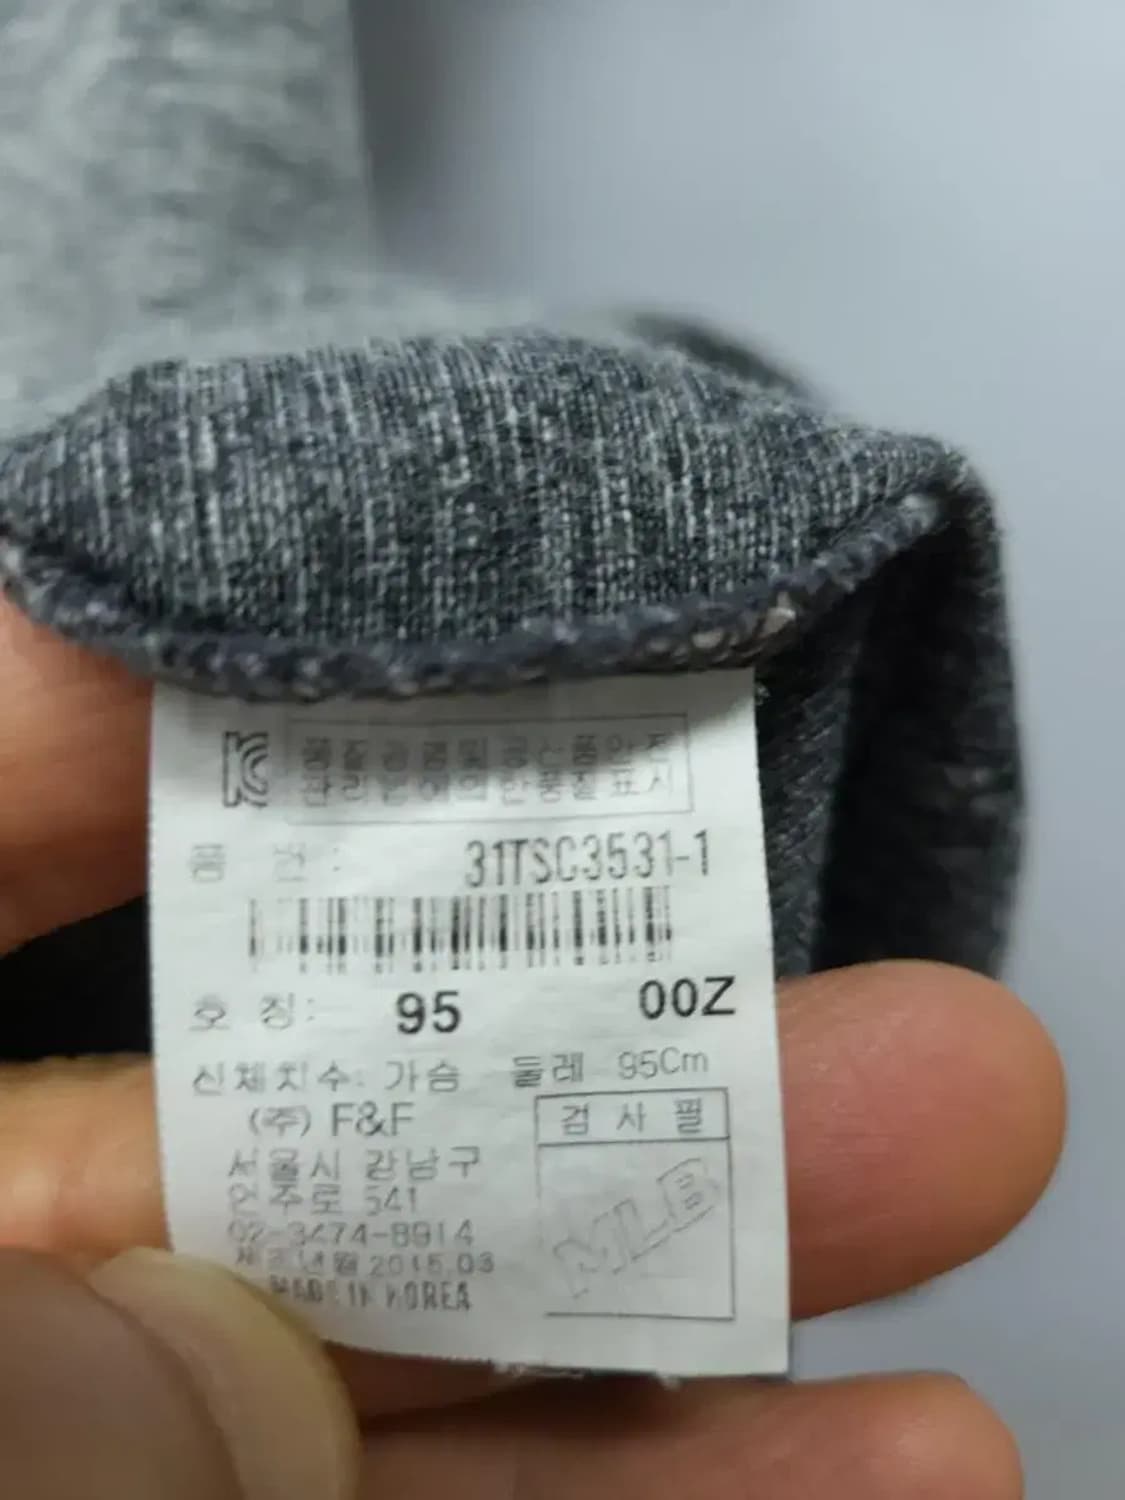 품질경영 및 공산품안전
관리법에 의한 품질표시
품 번: 31TSC3531-1
호 칭: 95 00Z
신체치수: 가슴 둘레 95Cm
(주) F&F
검 사 필
서울시 강남구
언주로 541
MLB
02-3474-8914
제조년월 2015.03
MADE IN KOREA